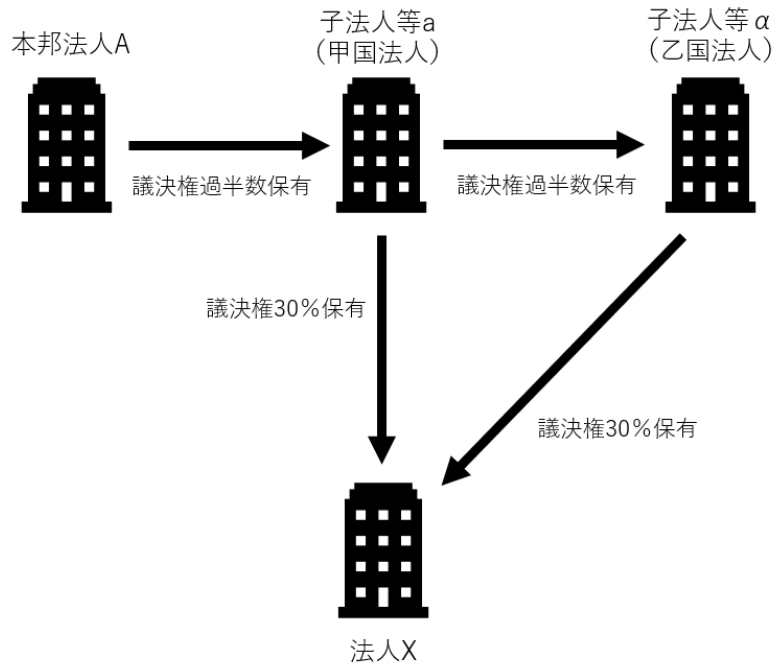 本邦法人A
子法人等a
（甲国法人）
子法人等α
（乙国法人）
議決権過半数保有
議決権過半数保有
議決権30％保有
議決権30％保有
法人X